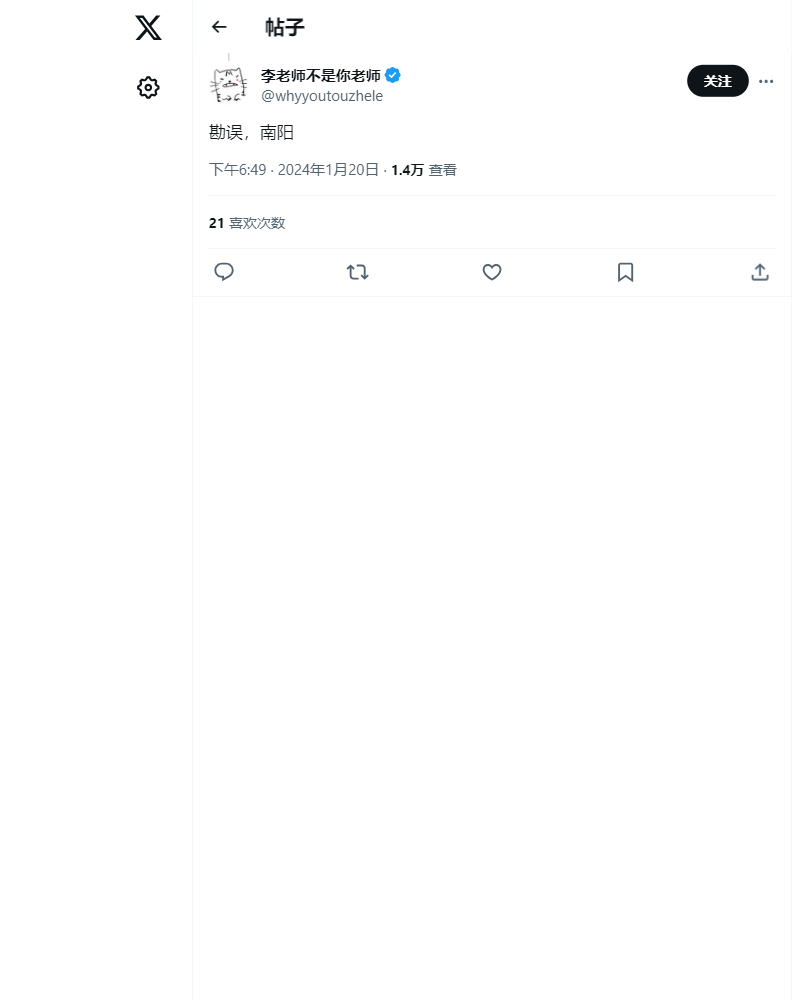 帖子
李老师不是你老师
关注
@whyyoutouzhele
勘误，南阳
下午6:49 · 2024年1月20日 · 1.4万 查看
21 喜欢次数